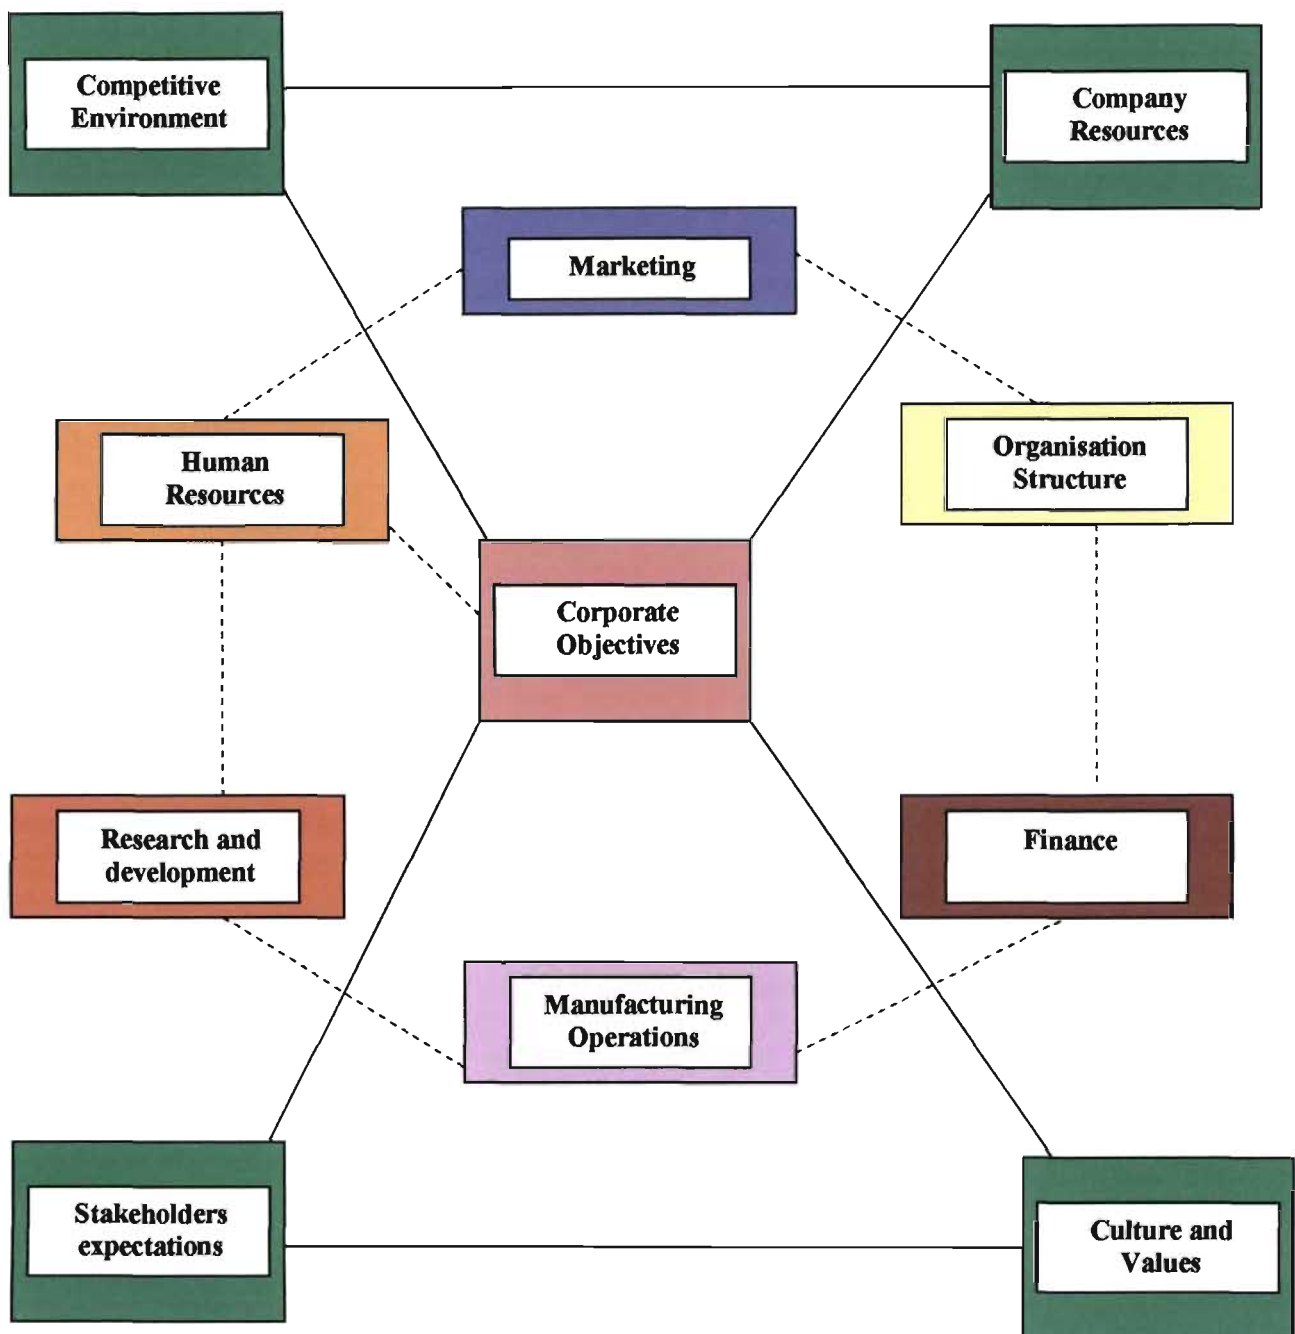 Competitive
Environment
Company
Resources
Marketing
Human
Resources
Organisation
Structure
Corporate
Objectives
Research and
development
Finance
Manufacturing
Operations
Stakeholders
expectations
Culture and
Values